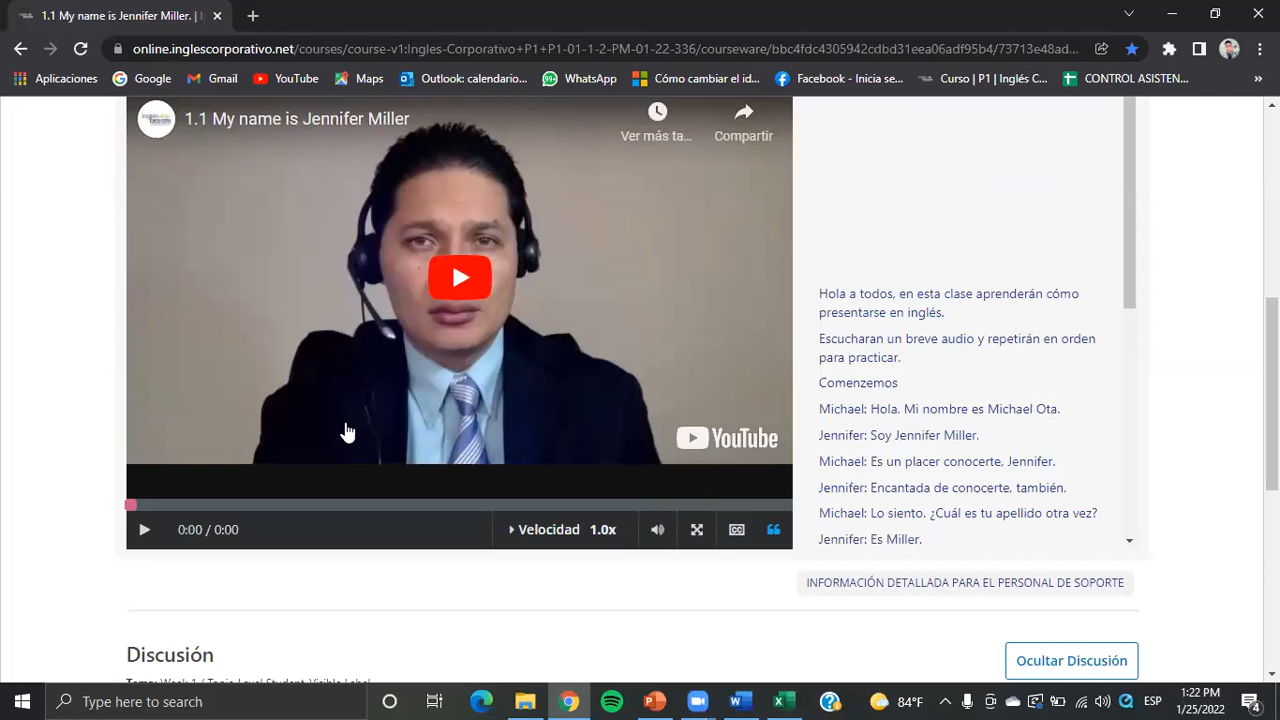 1.1 My name is Jennifer Miller. | I
online.inglescorporativo.net/courses/course-v1:Ingles-Corporativo+P1+P1-01-1-2-PM-01-22-336/courseware/bbc4fdc4305942cdbd31eea06adf95b4/73713e48ad...
Aplicaciones Google Gmail YouTube Maps Outlook: calendario... WhatsApp Cómo cambiar el id... Facebook - Inicia se... Curso | P1 | Inglés C... CONTROL ASISTEN... »
1.1 My name is Jennifer Miller
Ver más ta... Compartir
YouTube
0:00 / 0:00 Velocidad 1.0x
Hola a todos, en esta clase aprenderán cómo
presentarse en inglés.
Escucharan un breve audio y repetirán en orden
para practicar.
Comenzemos
Michael: Hola. Mi nombre es Michael Ota.
Jennifer: Soy Jennifer Miller.
Michael: Es un placer conocerte, Jennifer.
Jennifer: Encantada de conocerte, también.
Michael: Lo siento. ¿Cuál es tu apellido otra vez?
Jennifer: Es Miller.
INFORMACIÓN DETALLADA PARA EL PERSONAL DE SOPORTE
Discusión
Ocultar Discusión
Type here to search
84°F
ESP
1:22 PM
1/25/2022
4